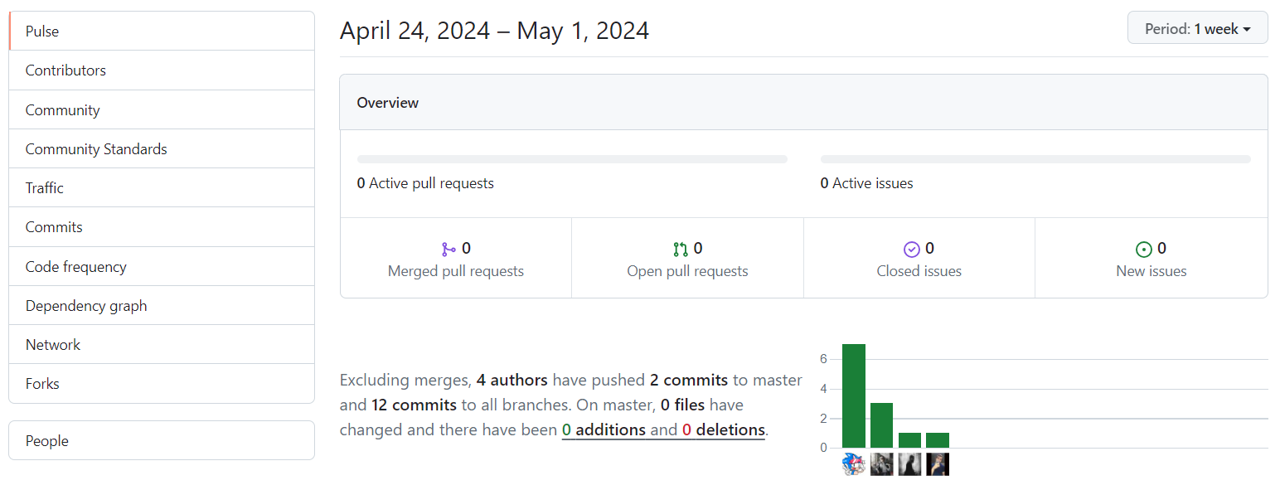 Pulse
Contributors
Community
Community Standards
Traffic
Commits
Code frequency
Dependency graph
Network
Forks
People
April 24, 2024 – May 1, 2024
Period: 1 week
Overview
0 Active pull requests
0 Active issues
0
Merged pull requests
0
Open pull requests
0
Closed issues
0
New issues
Excluding merges, 4 authors have pushed 2 commits to master
and 12 commits to all branches. On master, 0 files have
changed and there have been 0 additions and 0 deletions.
6
4
2
0